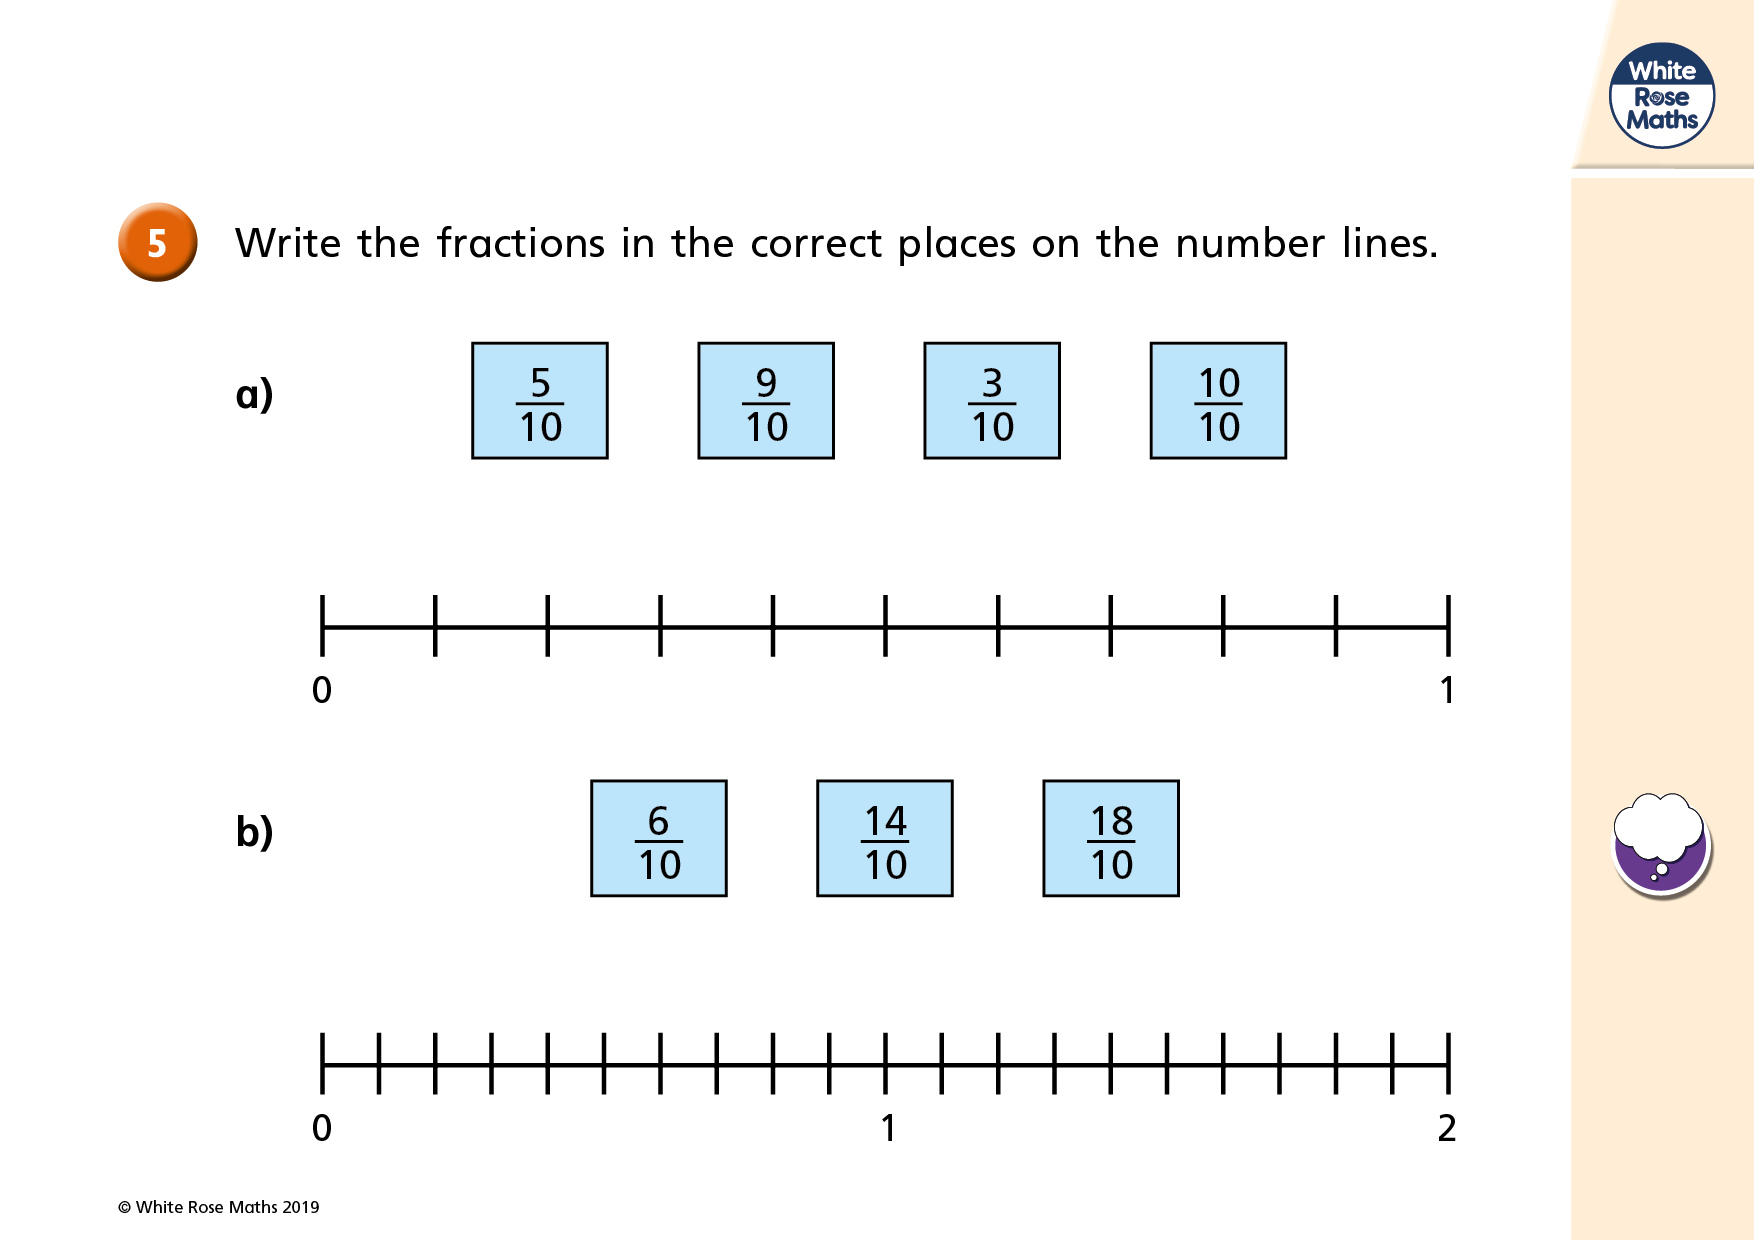 White
Rose
Maths
5 Write the fractions in the correct places on the number lines.
a) 5/10 9/10 3/10 10/10
0 1
b) 6/10 14/10 18/10
0 1 2
© White Rose Maths 2019